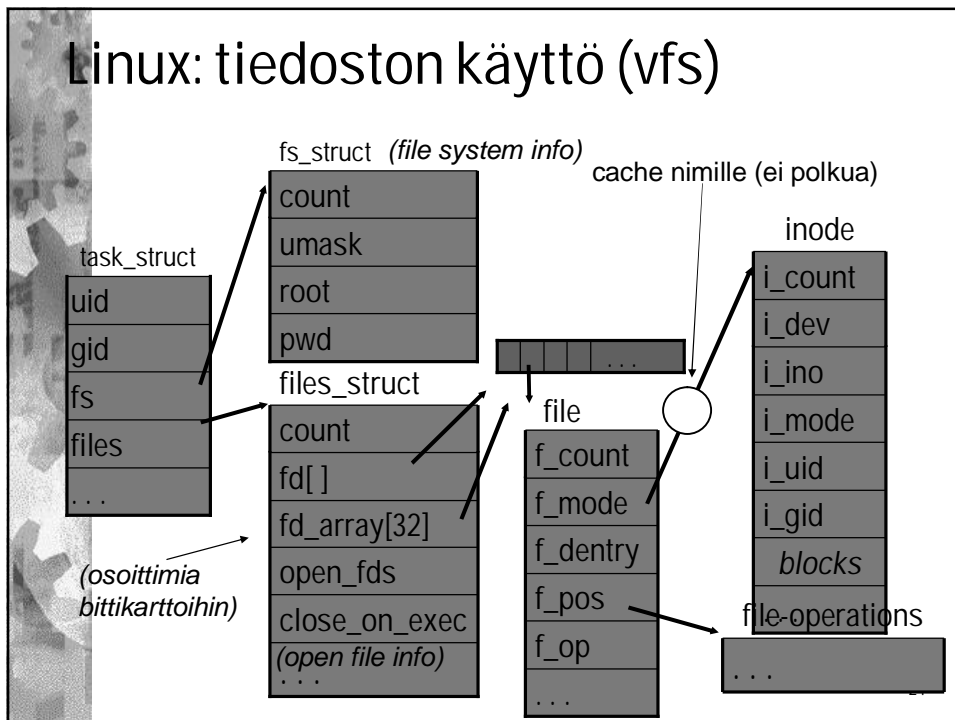 Linux: tiedoston käyttö (vfs)
fs_struct (file system info)
count
umask
root
pwd
cache nimille (ei polkua)
task_struct
uid
gid
fs
files
. . .
files_struct
count
fd[ ]
fd_array[32]
open_fds
close_on_exec
(open file info)
. . .
(osoittimia
bittikarttoihin)
. . .
file
f_count
f_mode
f_dentry
f_pos
f_op
. . .
inode
i_count
i_dev
i_ino
i_mode
i_uid
i_gid
blocks
file-operations
. . .